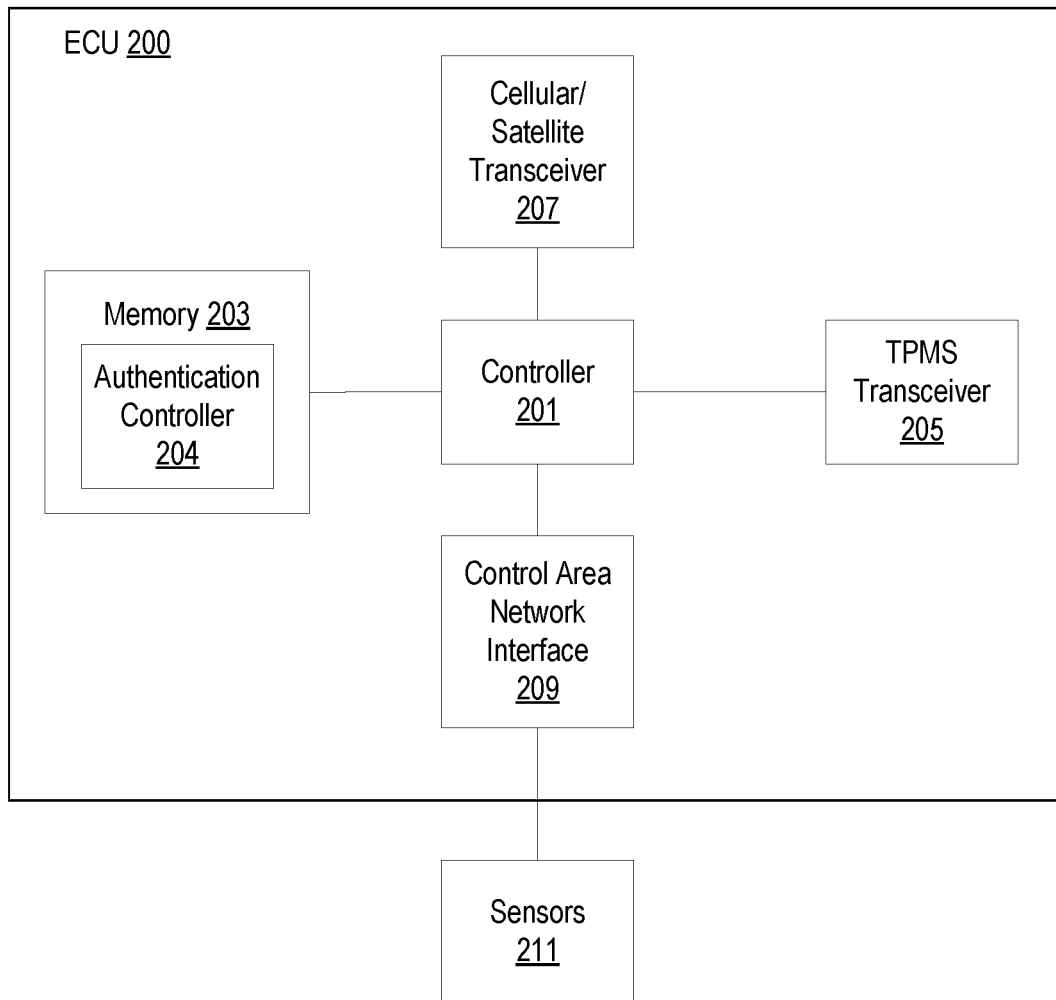 ECU 200
Cellular/
Satellite
Transceiver
207
Memory 203
Authentication
Controller
204
Controller
201
TPMS
Transceiver
205
Control Area
Network
Interface
209
Sensors
211